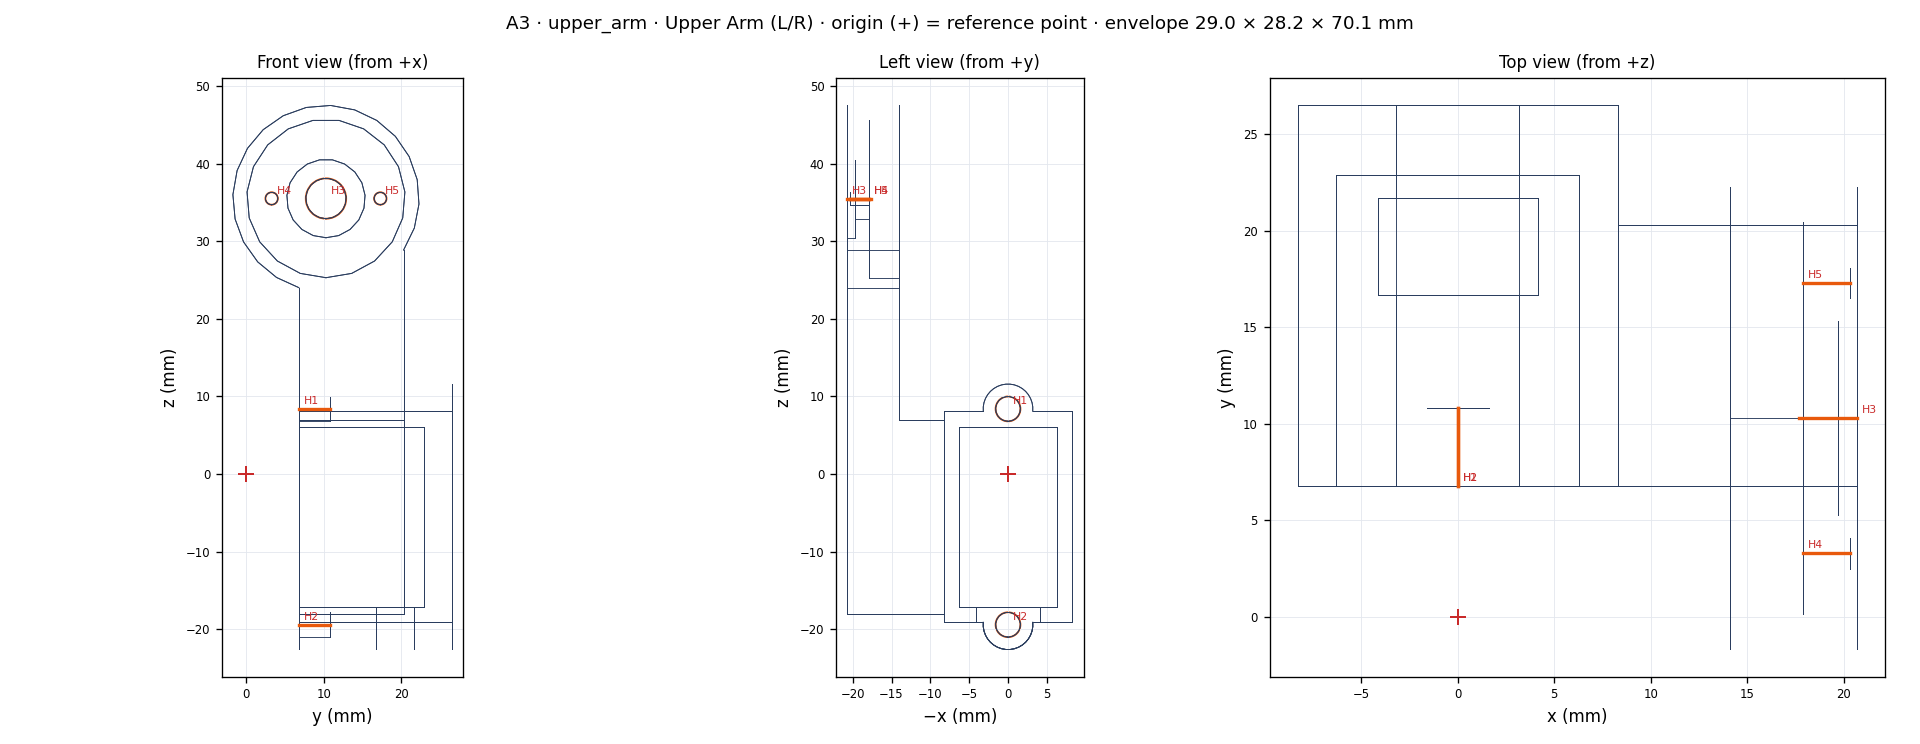 A3 · upper_arm · Upper Arm (L/R) · origin (+) = reference point · envelope 29.0 × 28.2 × 70.1 mm
Front view (from +x)
50
40
30
20
10
0
−10
−20
z (mm)
H4
H3
H5
H1
H2
0
10
20
y (mm)
Left view (from +y)
50
40
30
20
10
0
−10
−20
z (mm)
H3
H1
H2
−20
−15
−10
−5
0
5
−x (mm)
Top view (from +z)
25
20
15
10
5
0
y (mm)
H5
H3
H4
−5
0
5
10
15
20
x (mm)